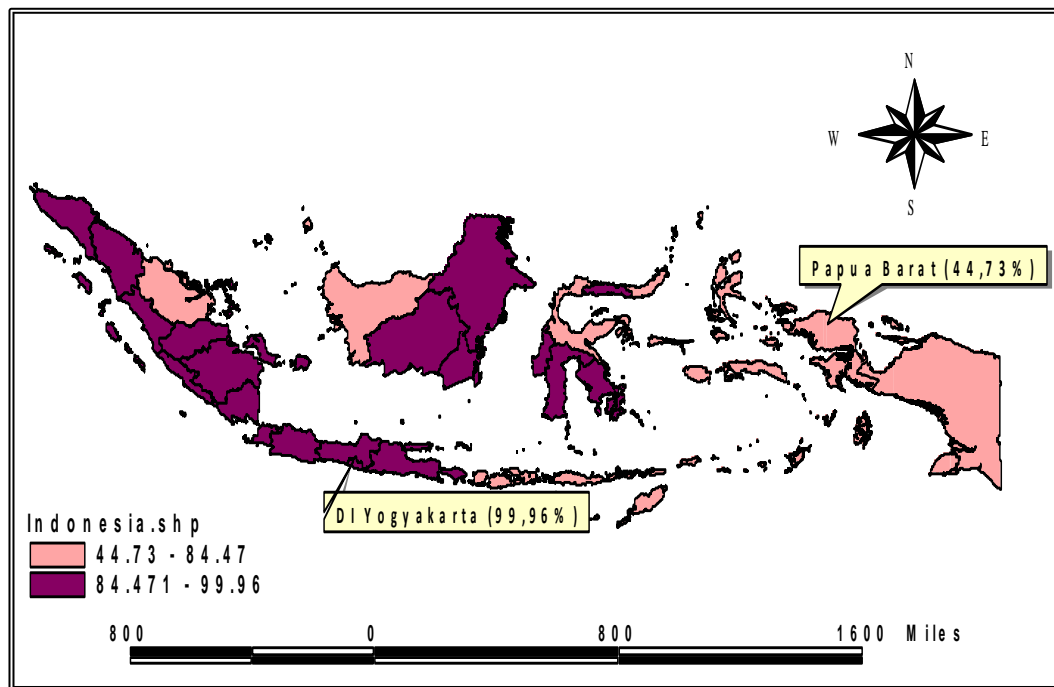 N
W E
S
Papua Barat (44,73%)
DI Yogyakarta (99,96%)
Indonesia.shp
44.73 - 84.47
84.471 - 99.96
800 0 800 1600 Miles